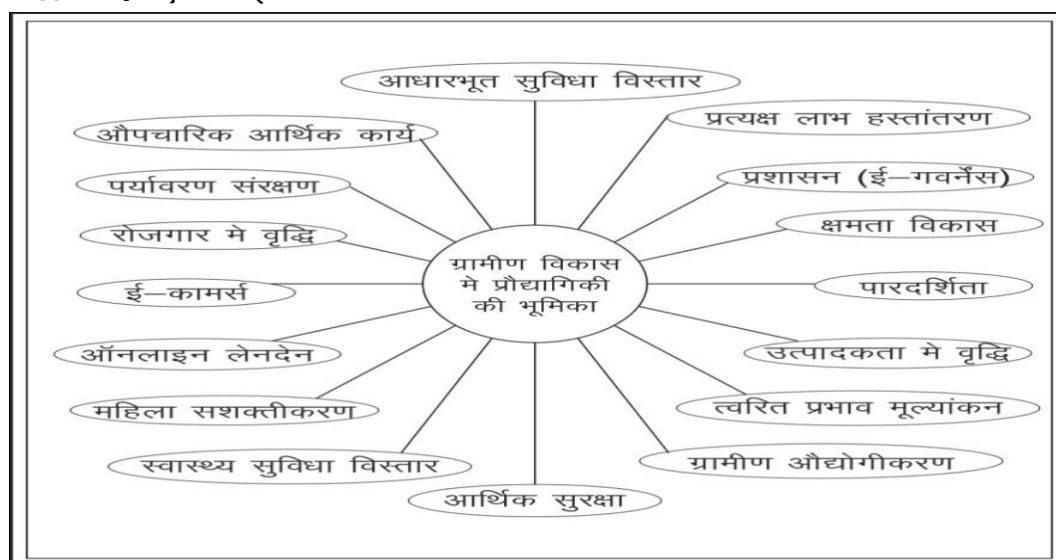 आधारभूत सुविधा विस्तार
प्रत्यक्ष लाभ हस्तांतरण
औपचारिक आर्थिक कार्य
प्रशासन (ई–गवर्नेंस)
पर्यावरण संरक्षण
क्षमता विकास
रोजगार मे वृद्धि
ग्रामीण विकास
मे प्रौद्यागिकी
की भूमिका
ई–कामर्स
पारदर्शिता
ऑनलाइन लेनदेन
उत्पादकता मे वृद्धि
महिला सशक्तीकरण
त्वरित प्रभाव मूल्यांकन
स्वास्थ्य सुविधा विस्तार
ग्रामीण औद्योगीकरण
आर्थिक सुरक्षा